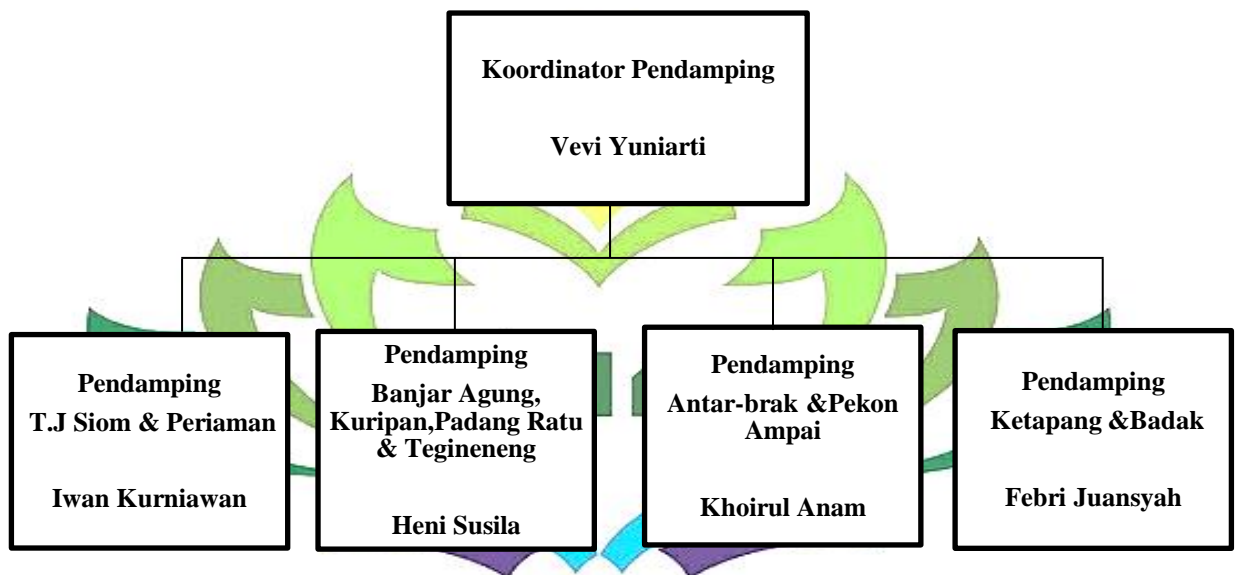 Koordinator Pendamping
Vevi Yuniarti
Pendamping
T.J Siom & Periaman
Iwan Kurniawan
Pendamping
Banjar Agung,
Kuripan,Padang Ratu
& Tegineneng
Heni Susila
Pendamping
Antar-brak &Pekon
Ampai
Khoirul Anam
Pendamping
Ketapang &Badak
Febri Juansyah